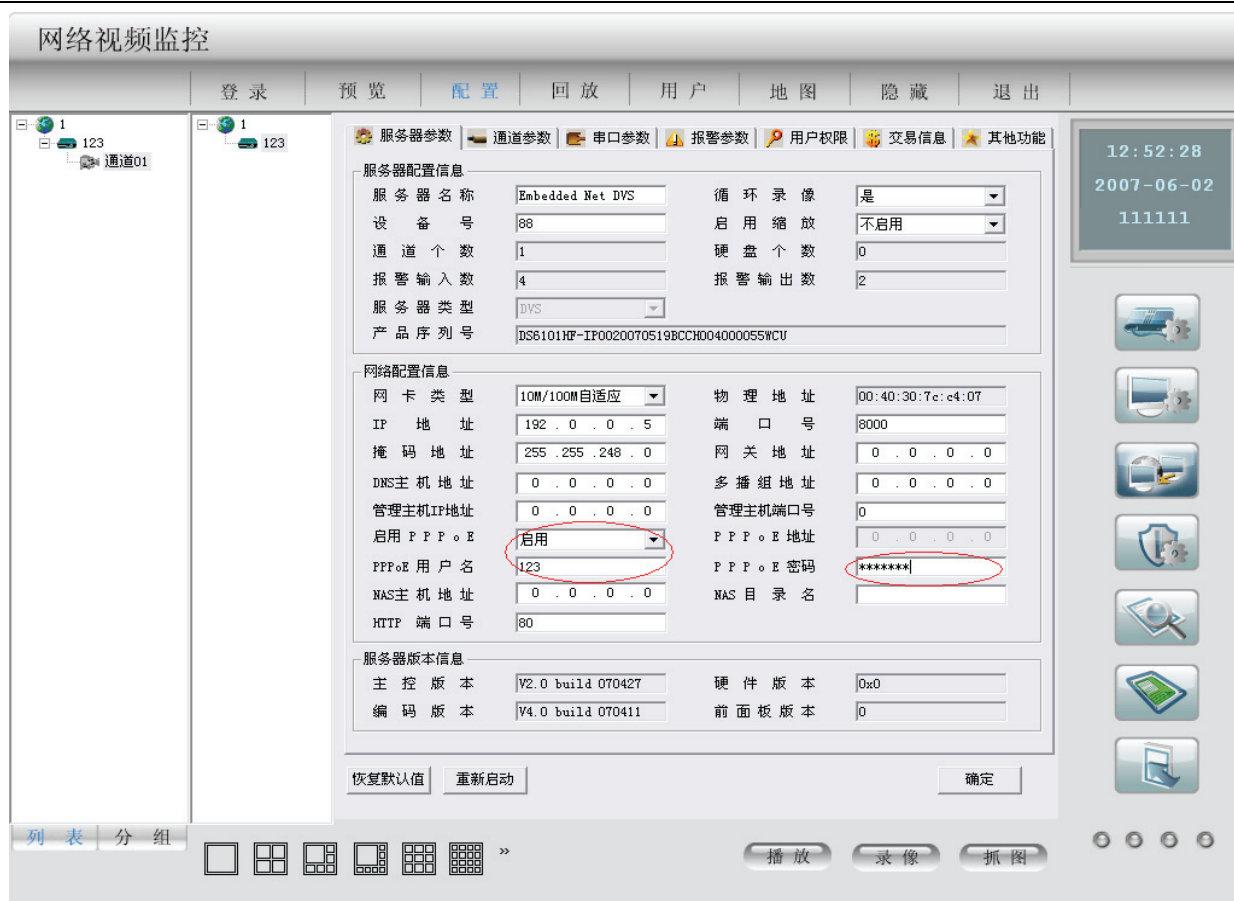 网络视频监控
登录 预览 配置 回放 用户 地图 隐藏 退出
1
123
通道01
1
123
服务器参数 通道参数 串口参数 报警参数 用户权限 交易信息 其他功能
12:52:28
2007-06-02
111111
服务器配置信息
服务器名称 Embedded Net DVS 循环录像 是
设备号 88 启用缩放 不启用
通道个数 1 硬盘个数 0
报警输入数 4 报警输出数 2
服务器类型 DVS
产品序列号 DS6101HF-IP0020070519BCCH004000055WCU
网络配置信息
网卡类型 10M/100M自适应 物理地址 00:40:30:7c:c4:07
IP地址 192 . 0 . 0 . 5 端口号 8000
掩码地址 255 .255 .248 . 0 网关地址 0 . 0 . 0 . 0
DNS主机地址 0 . 0 . 0 . 0 多播组地址 0 . 0 . 0 . 0
管理主机IP地址 0 . 0 . 0 . 0 管理主机端口号 0
启用PPPoE 启用 PPPoE地址 0 . 0 . 0 . 0
PPPoE用户名 123 PPPoE密码 *******
NAS主机地址 0 . 0 . 0 . 0 NAS目录名
HTTP 端口号 80
服务器版本信息
主控版本 V2.0 build 070427 硬件版本 0x0
编码版本 V4.0 build 070411 前面板版本 0
恢复默认值 重新启动 确定
列表 分组
» 播放 录像 抓图